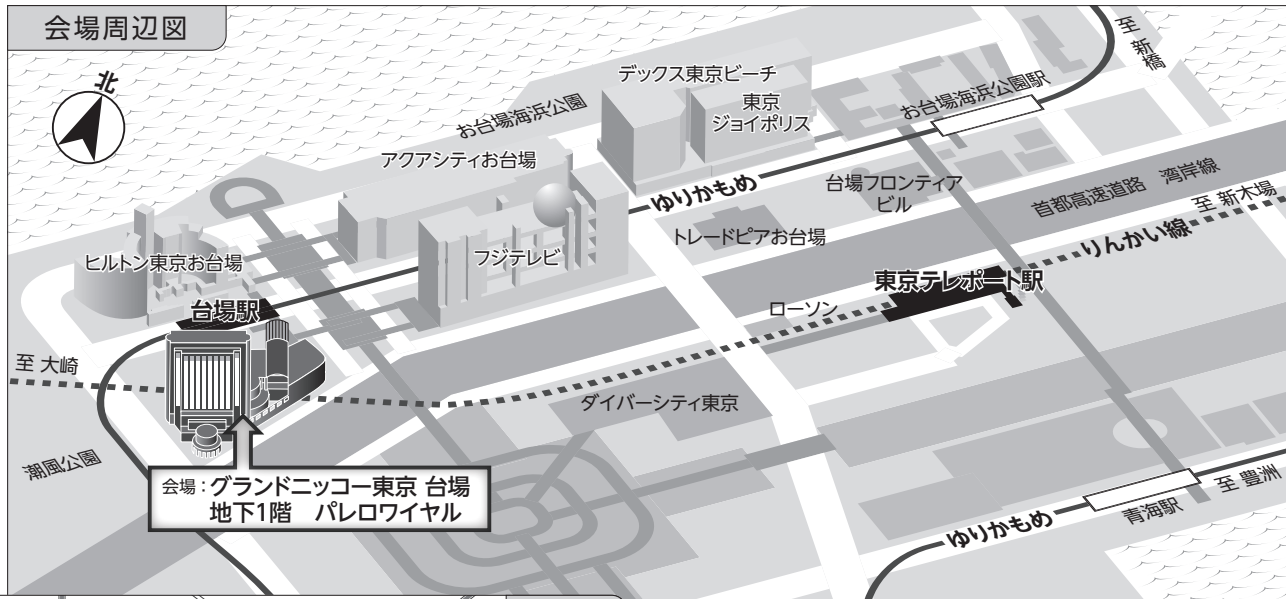 会場周辺図
北
至 新橋
デックス東京ビーチ
東京
ジョイポリス
お台場海浜公園駅
お台場海浜公園
アクアシティお台場
ゆりかもめ
台場フロンティア
ビル
首都高速道路 湾岸線
至 新木場
りんかい線
トレードピアお台場
フジテレビ
ヒルトン東京お台場
東京テレポート駅
台場駅
ローソン
至 大崎
ダイバーシティ東京
潮風公園
会場:グランドニッコー東京 台場
地下1階 パレロワイヤル
至 豊洲
青海駅
ゆりかもめ